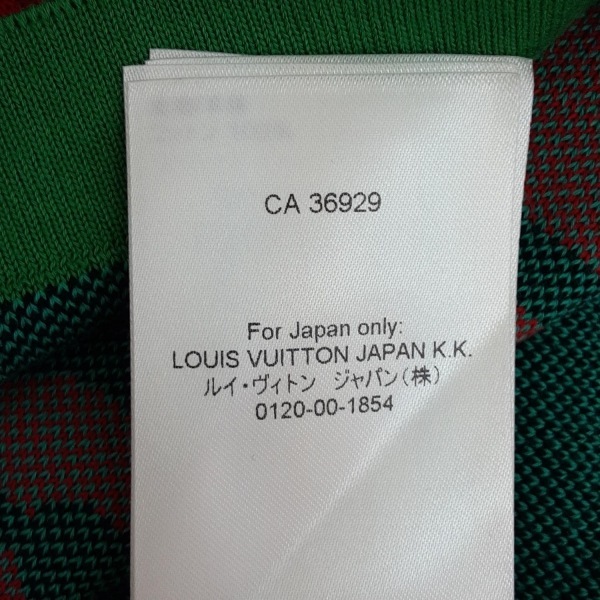 CA 36929
For Japan only:
LOUIS VUITTON JAPAN K.K.
ルイ・ヴィトン ジャパン(株)
0120-00-1854